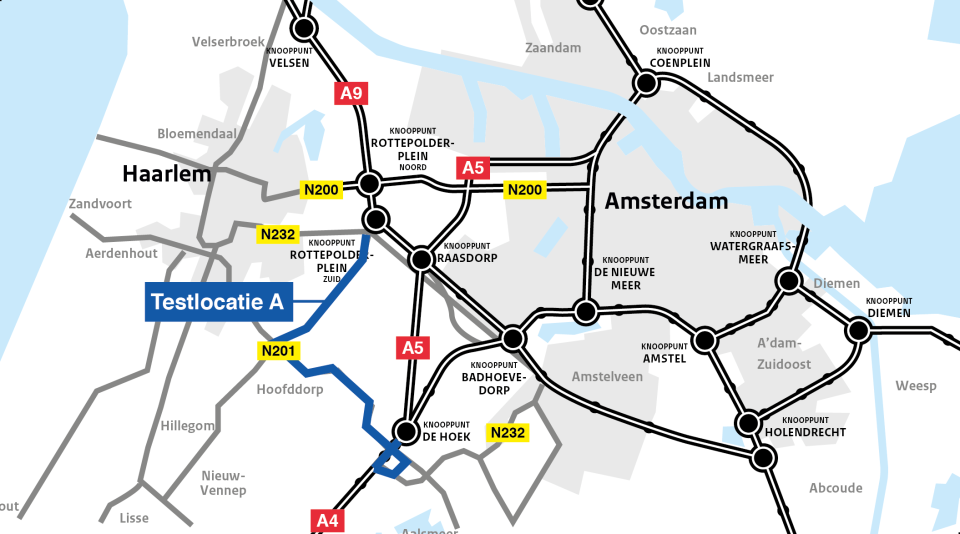 Velserbroek
KNOOPPUNT
VELSEN
Zaandam
Oostzaan
KNOOPPUNT
COENPLEIN
Landsmeer
A9
Bloemendaal
KNOOPPUNT
ROTTEPOLDER-
PLEIN
NOORD
A5
Haarlem
N200
N200
Zandvoort
Amsterdam
N232
KNOOPPUNT
ROTTEPOLDER-
PLEIN
ZUID
Aerdenhout
KNOOPPUNT
RAASDORP
KNOOPPUNT
WATERGRAAFS-
MEER
KNOOPPUNT
DE NIEUWE
MEER
Diemen
KNOOPPUNT
DIEMEN
Testlocatie A
N201
A5
KNOOPPUNT
AMSTEL
A'dam-
Zuidoost
KNOOPPUNT
BADHOEVE-
DORP
Amstelveen
Weesp
Hoofddorp
Hillegom
KNOOPPUNT
DE HOEK
N232
KNOOPPUNT
HOLENDRECHT
Nieuw-
Vennep
Abcoude
out
Lisse
A4
Aalsmeer